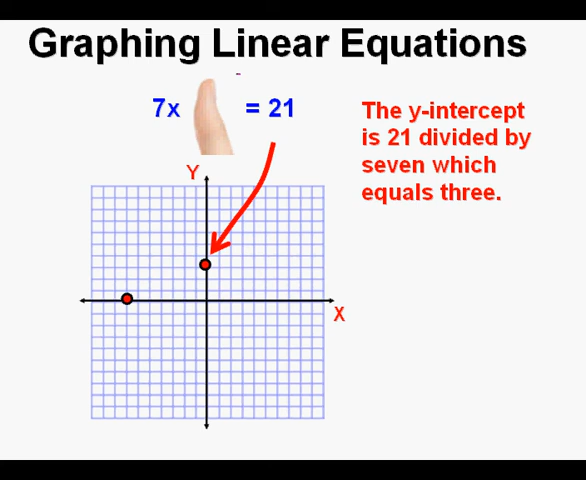 Graphing Linear Equations
7x = 21
The y-intercept
is 21 divided by
seven which
equals three.
Y
X